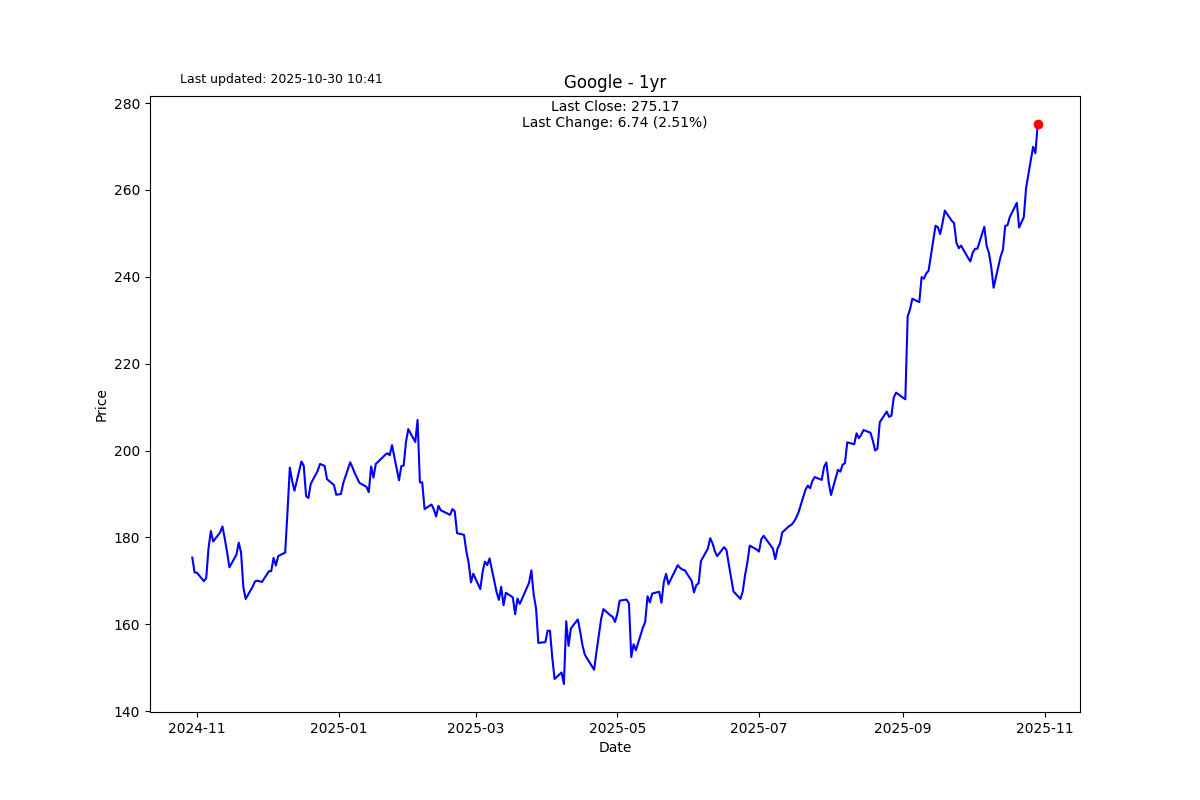 Last updated: 2025-10-30 10:41
Google - 1yr
Last Close: 275.17
Last Change: 6.74 (2.51%)
280
260
240
220
200
180
160
140
Price
2024-11
2025-01
2025-03
2025-05
2025-07
2025-09
2025-11
Date